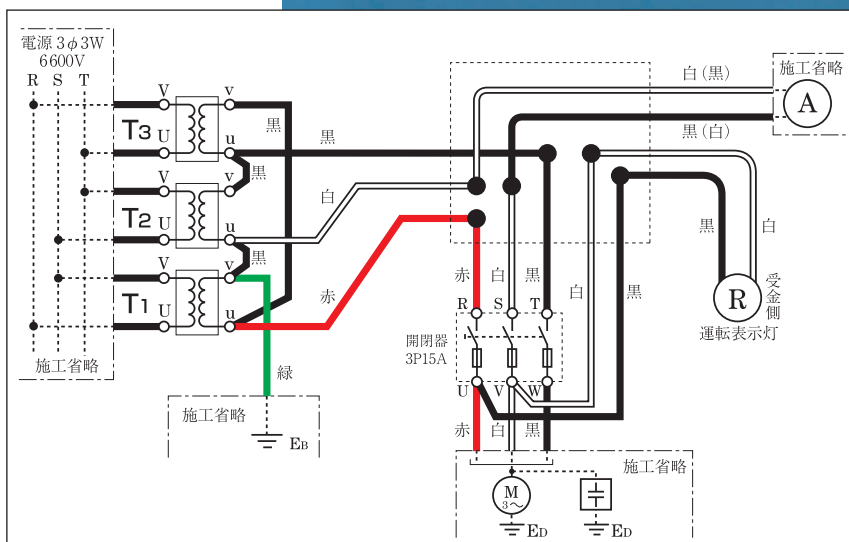 電源 3φ3W
6600V
R S T
V
v
T3
U
u
黒
黒
黒
V
v
T2
U
u
白
黒
V
v
T1
U
u
赤
施工省略
緑
施工省略
EB
白(黒)
黒(白)
施工省略
A
黒
白
R
受金側
運転表示灯
赤 白 黒
白
黒
R S T
開閉器
3P15A
U V W
赤 白 黒
施工省略
M
3~
ED
ED